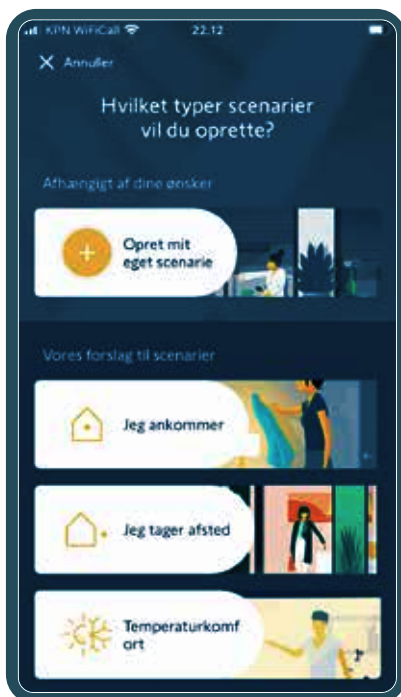 KPN WiFiCall 22.12
Annuller
Hvilket typer scenarier
vil du oprette?
Afhængigt af dine ønsker
Opret mit
eget scenarie
Vores forslag til scenarier
Jeg ankommer
Jeg tager afsted
Temperaturkomf
ort